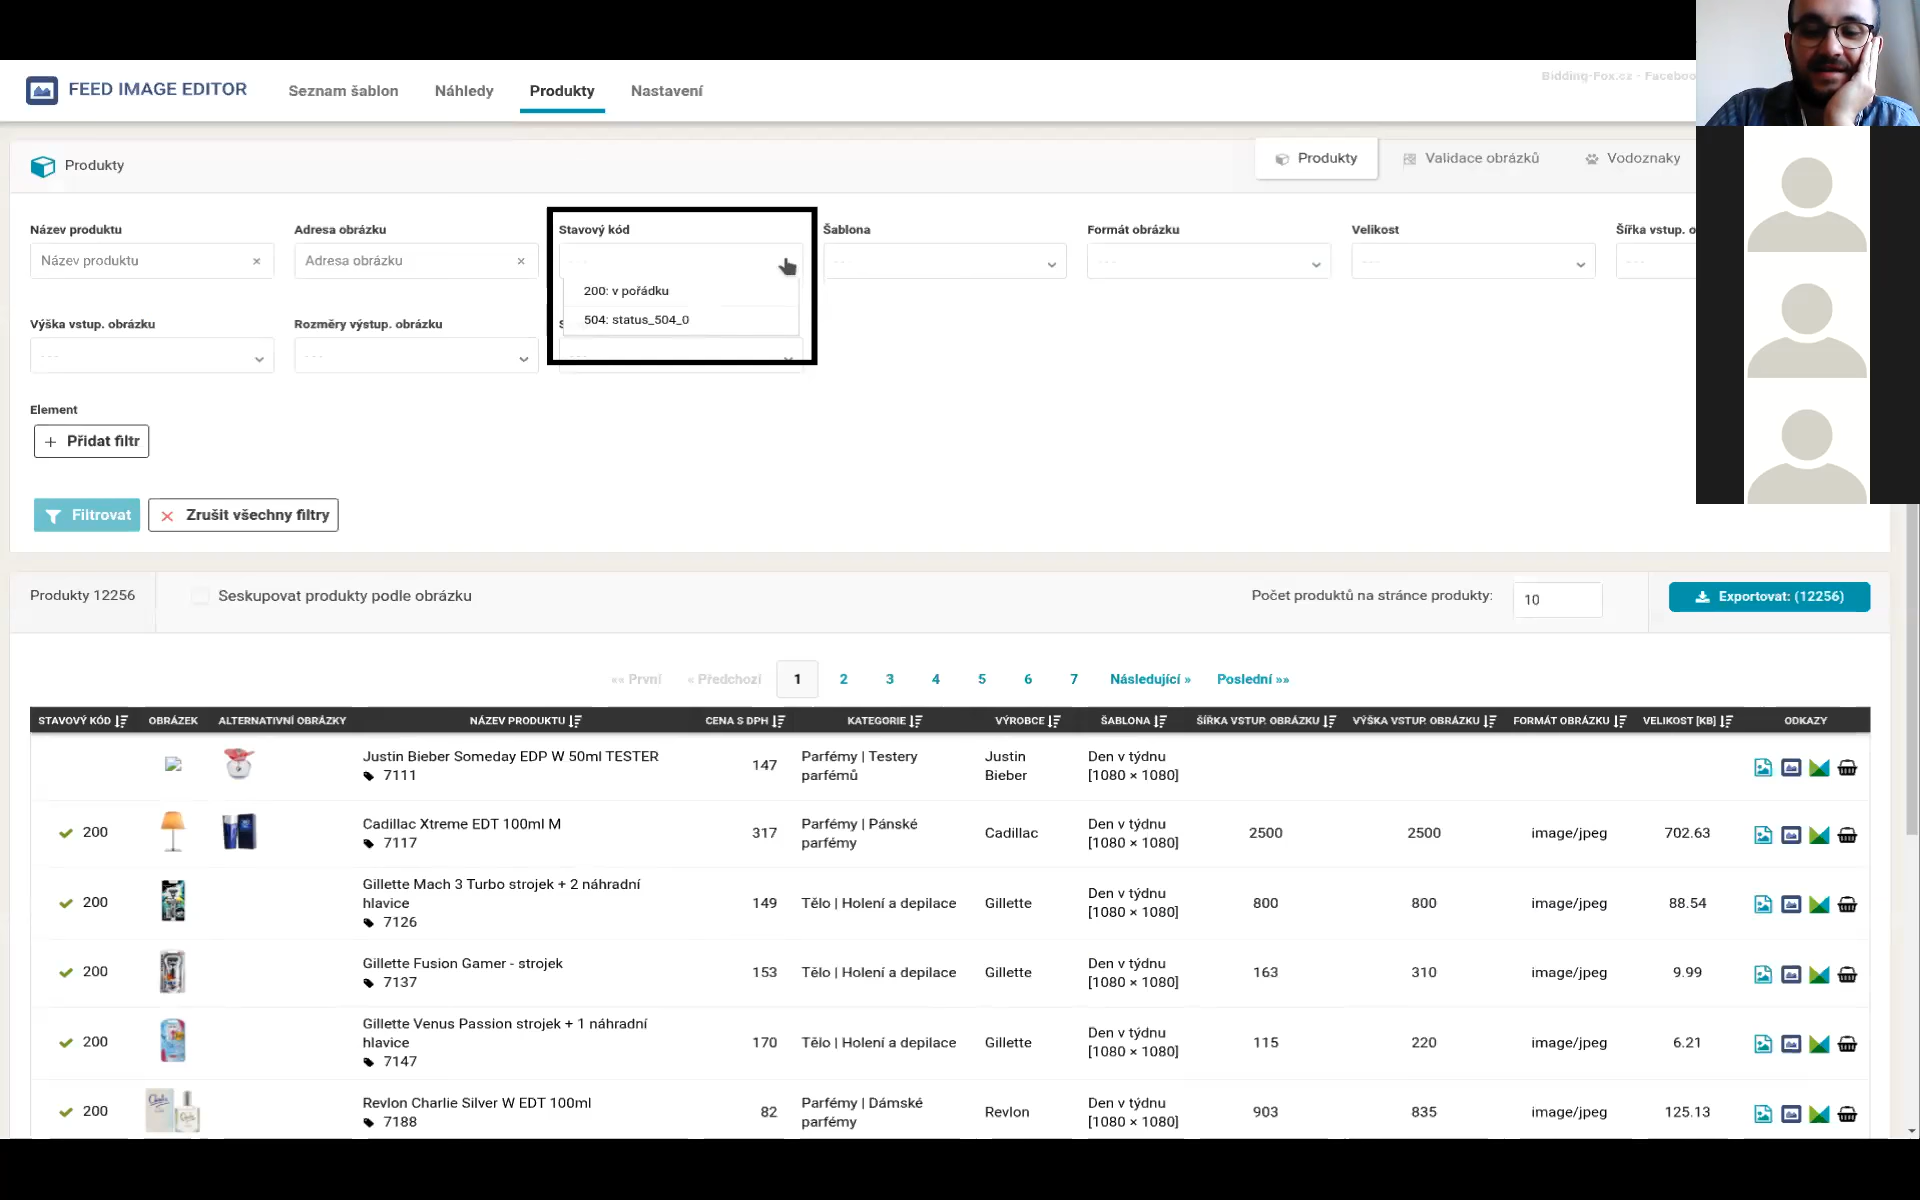 FEED IMAGE EDITOR
Seznam šablon Náhledy Produkty Nastavení
Bidding-Fox.cz - Faceboo
Produkty
Produkty Validace obrázků Vodoznaky
Název produktu Adresa obrázku Stavový kód Šablona Formát obrázku Velikost Šířka vstup. o
Název produktu × Adresa obrázku × --- --- --- ---
200: v pořádku
504: status_504_0
Výška vstup. obrázku Rozměry výstup. obrázku
--- --- ---
Element
+ Přidat filtr
Filtrovat × Zrušit všechny filtry
Produkty 12256 Seskupovat produkty podle obrázku Počet produktů na stránce produkty: 10 Exportovat: (12256)
«« První « Předchozí 1 2 3 4 5 6 7 Následující » Poslední »»
STAVOVÝ KÓD OBRÁZEK ALTERNATIVNÍ OBRÁZKY NÁZEV PRODUKTU CENA S DPH KATEGORIE VÝROBCE ŠABLONA ŠÍŘKA VSTUP. OBRÁZKU VÝŠKA VSTUP. OBRÁZKU FORMÁT OBRÁZKU VELIKOST [KB] ODKAZY
Justin Bieber Someday EDP W 50ml TESTER
7111
147
Parfémy | Testery
parfémů
Justin
Bieber
Den v týdnu
[1080 × 1080]
200
Cadillac Xtreme EDT 100ml M
7117
317
Parfémy | Pánské
parfémy
Cadillac
Den v týdnu
[1080 × 1080]
2500 2500 image/jpeg 702.63
200
Gillette Mach 3 Turbo strojek + 2 náhradní
hlavice
7126
149
Tělo | Holení a depilace
Gillette
Den v týdnu
[1080 × 1080]
800 800 image/jpeg 88.54
200
Gillette Fusion Gamer - strojek
7137
153
Tělo | Holení a depilace
Gillette
Den v týdnu
[1080 × 1080]
163 310 image/jpeg 9.99
200
Gillette Venus Passion strojek + 1 náhradní
hlavice
7147
170
Tělo | Holení a depilace
Gillette
Den v týdnu
[1080 × 1080]
115 220 image/jpeg 6.21
200
Revlon Charlie Silver W EDT 100ml
7188
82
Parfémy | Dámské
parfémy
Revlon
Den v týdnu
[1080 × 1080]
903 835 image/jpeg 125.13